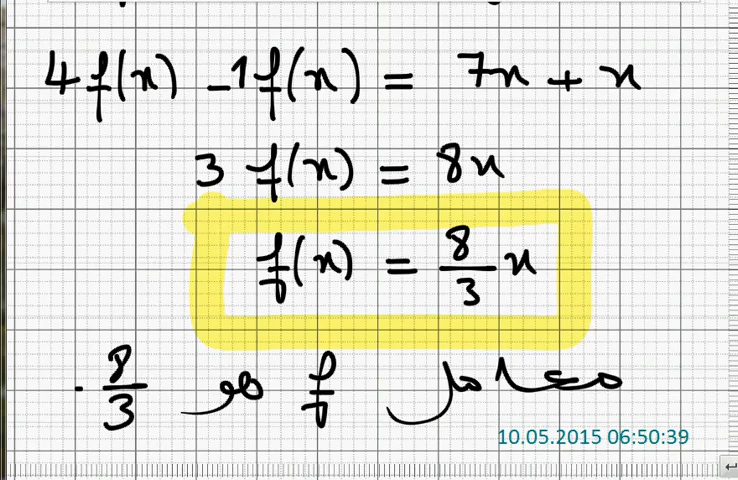 4f(x) - 1f(x) = 7x + x
3 f(x) = 8x
f(x) = 8/3 x
معامل f هو 8/3 .
10.05.2015 06:50:39